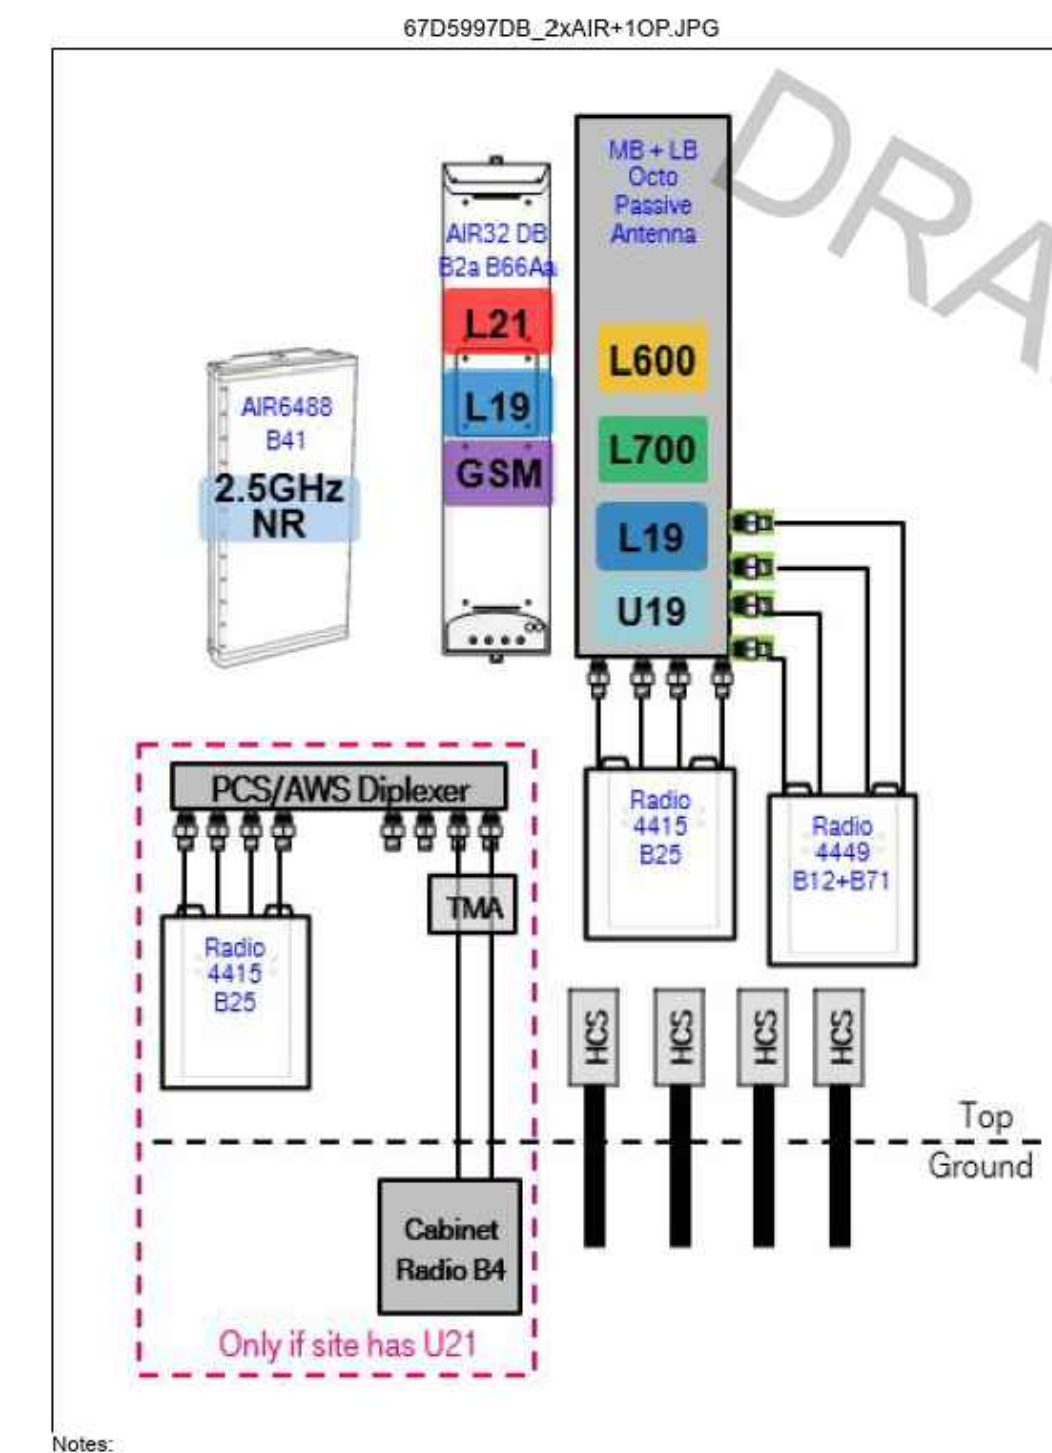 67D5997DB_2xAIR+1OP.JPG
DRA
MB + LB
Octo
Passive
Antenna
AIR32 DB
B2a B66Aa
L21
L19
GSM
L600
L700
L19
U19
AIR6488
B41
2.5GHz
NR
PCS/AWS Diplexer
TMA
Radio
4415
B25
Radio
4415
B25
Radio
4449
B12+B71
HCS
HCS
HCS
HCS
Top
Ground
Cabinet
Radio B4
Only if site has U21
Notes: